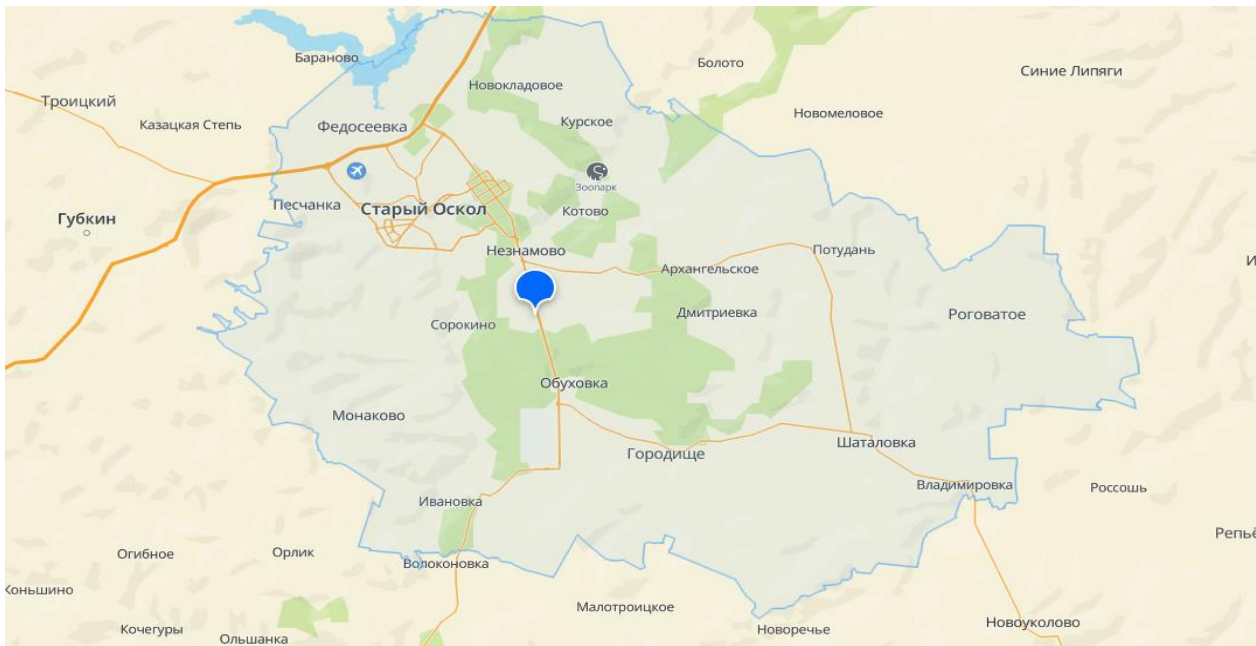 Бараново
Болото
Синие Липяги
Новокладовое
Троицкий
Новомеловое
Казацкая Степь
Федосеевка
Курское
Зоопарк
Песчанка
Старый Оскол
Котово
Губкин
Незнамово
Потудань
Архангельское
Дмитриевка
Роговатое
Сорокино
Обуховка
Монаково
Шаталовка
Городище
Владимировка
Россошь
Ивановка
Репьё
Огибное
Орлик
Волоконовка
Коньшино
Малотроицкое
Новоуколово
Кочегуры
Новоречье
Ольшанка